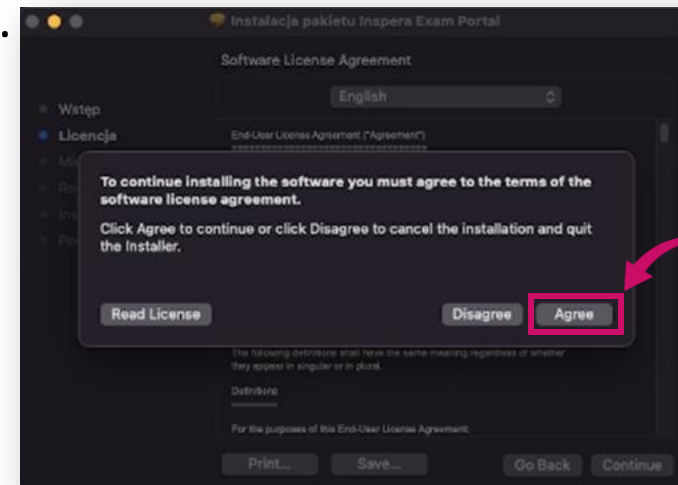 Instalacja pakietu Inspera Exam Portal
Software License Agreement
English
Wstęp
Licencja
End-User License Agreement ("Agreement")
To continue installing the software you must agree to the terms of the
software license agreement.
Click Agree to continue or click Disagree to cancel the installation and quit
the Installer.
Read License
Disagree
Agree
The following definitions shall have the same meaning regardless of whether
they appear in singular or in plural.
Definitions
For the purposes of this End-User License Agreement:
Print...
Save...
Go Back
Continue